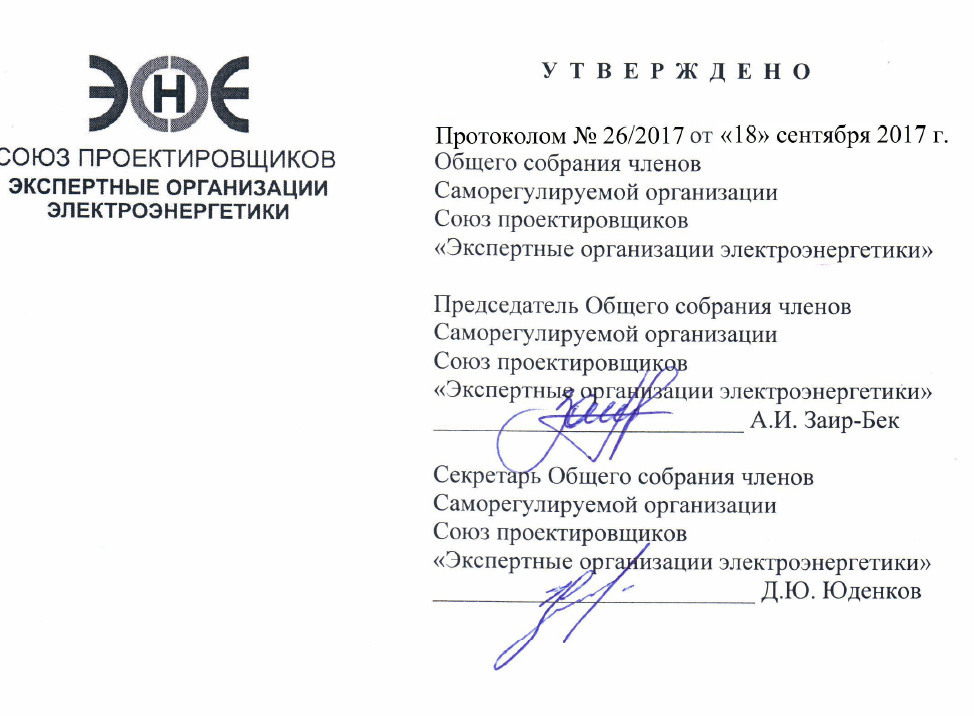 ЭНЕ
СОЮЗ ПРОЕКТИРОВЩИКОВ
ЭКСПЕРТНЫЕ ОРГАНИЗАЦИИ
ЭЛЕКТРОЭНЕРГЕТИКИ
У Т В Е Р Ж Д Е Н О
Протоколом № 26/2017 от «18» сентября 2017 г.
Общего собрания членов
Саморегулируемой организации
Союз проектировщиков
«Экспертные организации электроэнергетики»
Председатель Общего собрания членов
Саморегулируемой организации
Союз проектировщиков
«Экспертные организации электроэнергетики»
А.И. Заир-Бек
Секретарь Общего собрания членов
Саморегулируемой организации
Союз проектировщиков
«Экспертные организации электроэнергетики»
Д.Ю. Юденков